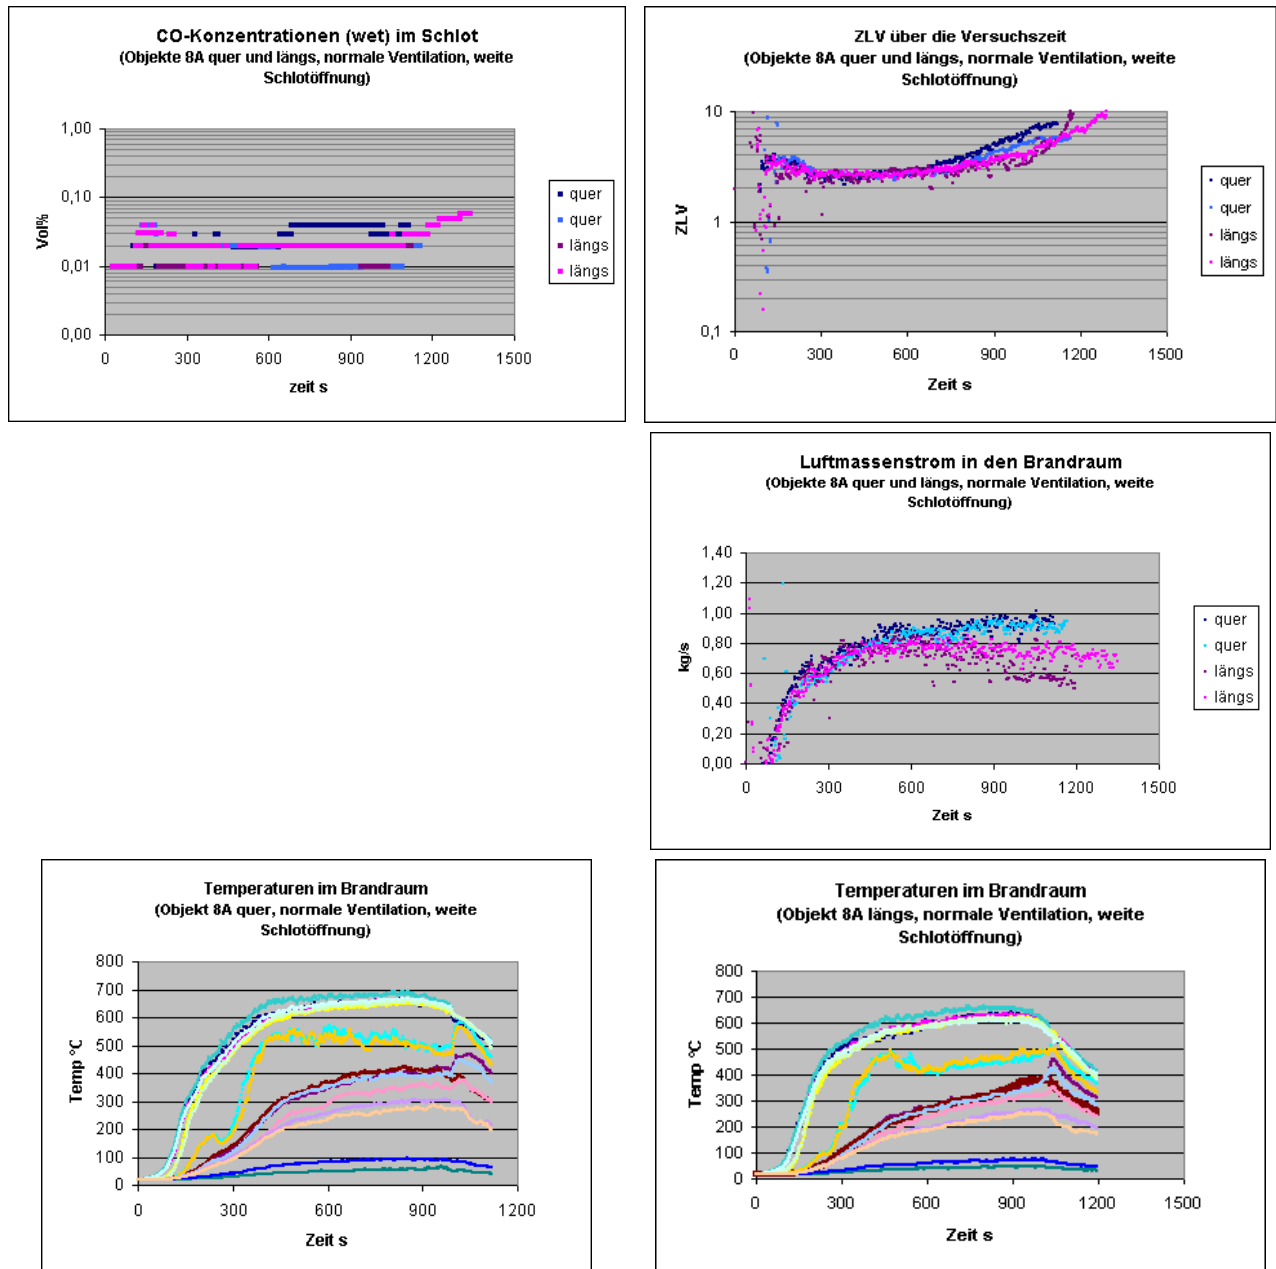 CO-Konzentrationen (wet) im Schlot
(Objekte 8A quer und längs, normale Ventilation, weite
Schlotöffnung)
1,00
0,10
0,01
0,00
Vol%
0 300 600 900 1200 1500
zeit s
quer
quer
längs
längs
ZLV über die Versuchszeit
(Objekte 8A quer und längs, normale Ventilation, weite
Schlotöffnung)
10
1
0,1
ZLV
0 300 600 900 1200 1500
Zeit s
quer
quer
längs
längs
Luftmassenstrom in den Brandraum
(Objekte 8A quer und längs, normale Ventilation, weite
Schlotöffnung)
1,40
1,20
1,00
0,80
0,60
0,40
0,20
0,00
kg/s
0 300 600 900 1200 1500
Zeit s
quer
quer
längs
längs
Temperaturen im Brandraum
(Objekt 8A quer, normale Ventilation, weite
Schlotöffnung)
800
700
600
500
400
300
200
100
0
Temp °C
0 300 600 900 1200
Zeit s
Temperaturen im Brandraum
(Objekt 8A längs, normale Ventilation, weite
Schlotöffnung)
800
700
600
500
400
300
200
100
0
Temp °C
0 300 600 900 1200 1500
Zeit s